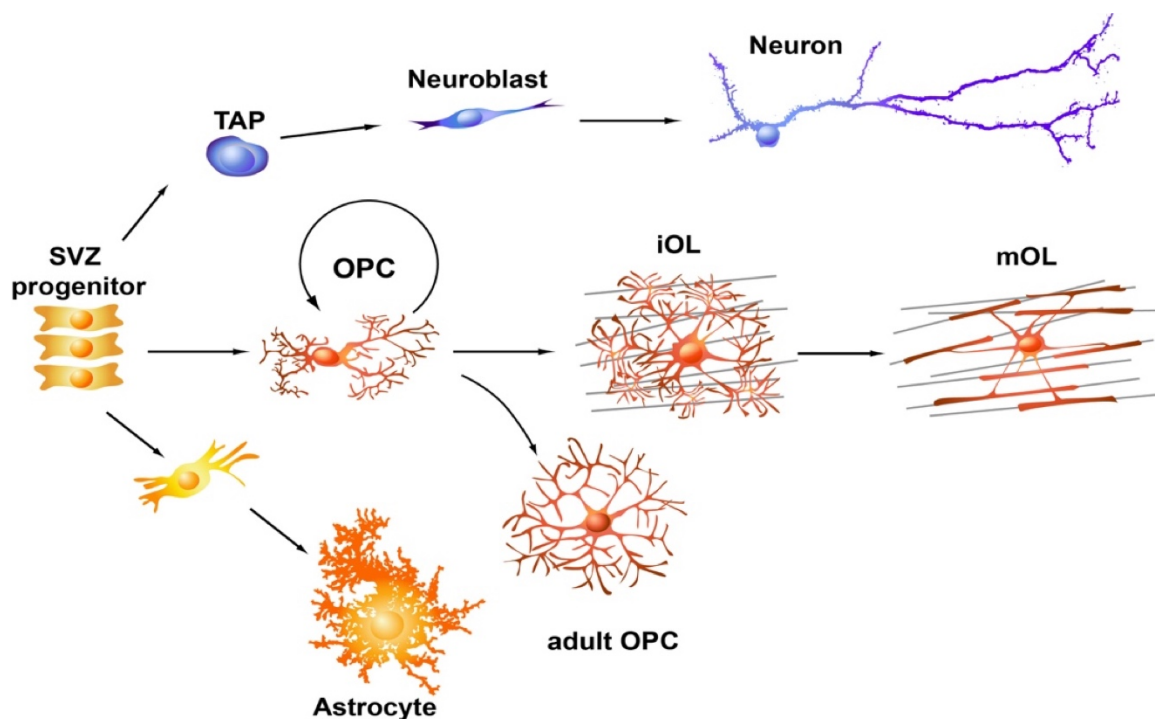 Neuron
Neuroblast
TAP
SVZ
progenitor
OPC
iOL
mOL
adult OPC
Astrocyte